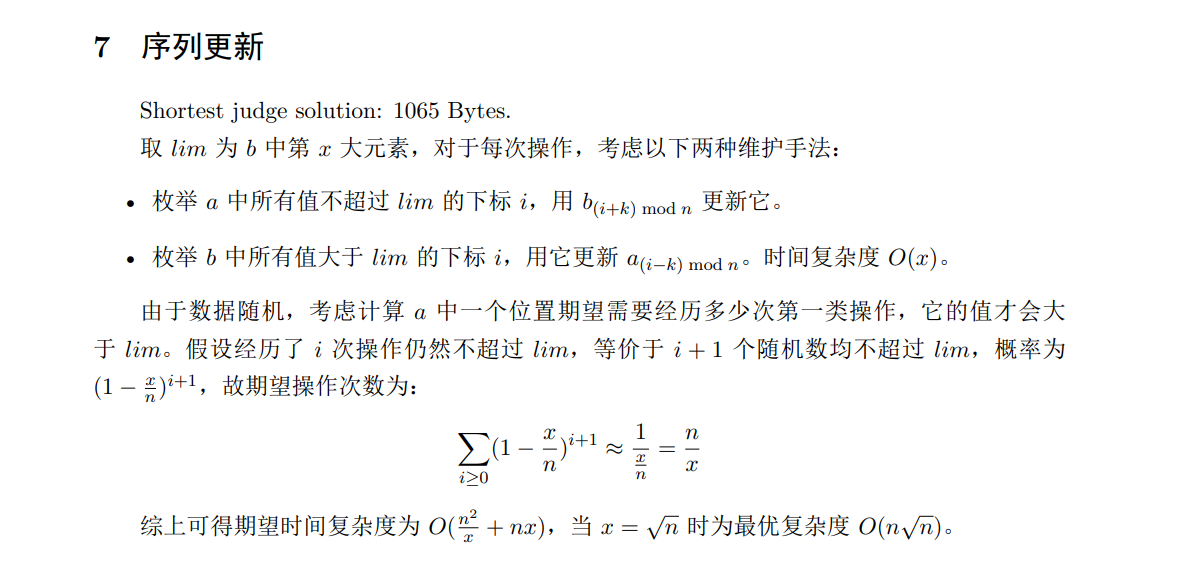 7 序列更新
Shortest judge solution: 1065 Bytes.
取 lim 为 b 中第 x 大元素，对于每次操作，考虑以下两种维护手法：
• 枚举 a 中所有值不超过 lim 的下标 i，用 b_{(i+k) mod n} 更新它。
• 枚举 b 中所有值大于 lim 的下标 i，用它更新 a_{(i−k) mod n}。时间复杂度 O(x)。
由于数据随机，考虑计算 a 中一个位置期望需要经历多少次第一类操作，它的值才会大
于 lim。假设经历了 i 次操作仍然不超过 lim，等价于 i + 1 个随机数均不超过 lim，概率为
(1 − \frac{x}{n})^{i+1}，故期望操作次数为：
\sum_{i≥0} (1 − \frac{x}{n})^{i+1} ≈ \frac{1}{\frac{x}{n}} = \frac{n}{x}
综上可得期望时间复杂度为 O(\frac{n^2}{x} + nx)，当 x = \sqrt{n} 时为最优复杂度 O(n\sqrt{n})。